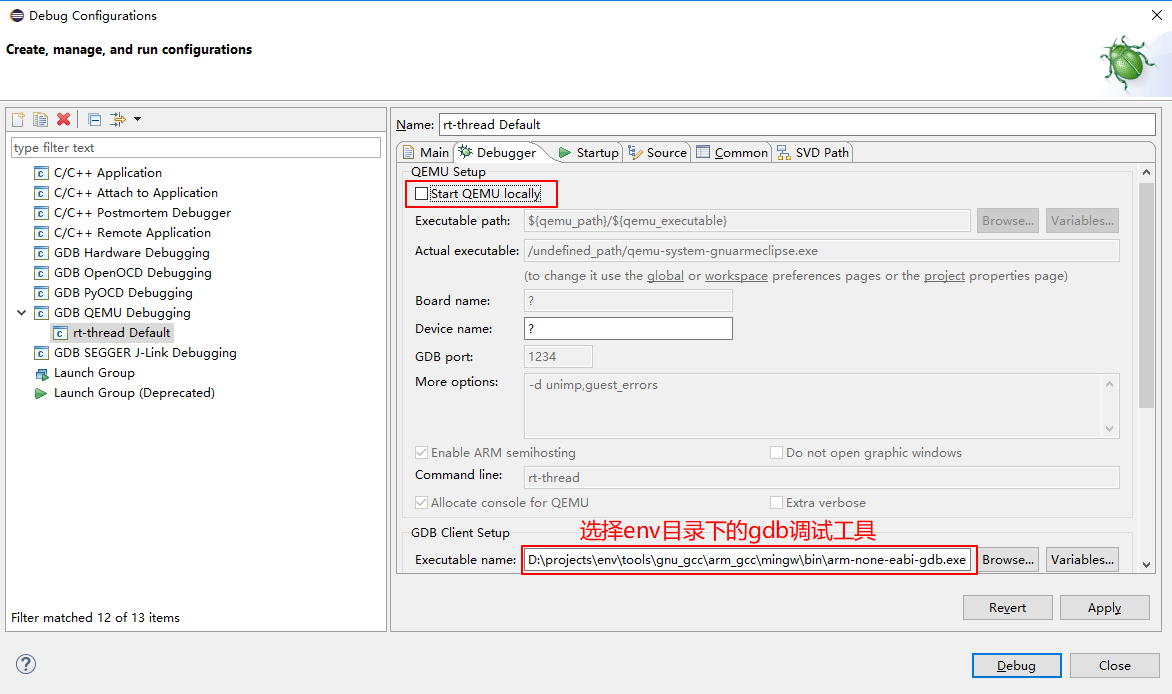 Debug Configurations
Create, manage, and run configurations
type filter text
C/C++ Application
C/C++ Attach to Application
C/C++ Postmortem Debugger
C/C++ Remote Application
GDB Hardware Debugging
GDB OpenOCD Debugging
GDB PyOCD Debugging
GDB QEMU Debugging
rt-thread Default
GDB SEGGER J-Link Debugging
Launch Group
Launch Group (Deprecated)
Filter matched 12 of 13 items
Name: rt-thread Default
Main Debugger Startup Source Common SVD Path
QEMU Setup
Start QEMU locally
Executable path: ${qemu_path}/${qemu_executable} Browse... Variables...
Actual executable: /undefined_path/qemu-system-gnuarmeclipse.exe
(to change it use the global or workspace preferences pages or the project properties page)
Board name: ?
Device name: ?
GDB port: 1234
More options: -d unimp,guest_errors
Enable ARM semihosting Do not open graphic windows
Command line: rt-thread
Allocate console for QEMU Extra verbose
选择env目录下的gdb调试工具
GDB Client Setup
Executable name: D:\projects\env\tools\gnu_gcc\arm_gcc\mingw\bin\arm-none-eabi-gdb.exe Browse... Variables...
Revert Apply
? Debug Close